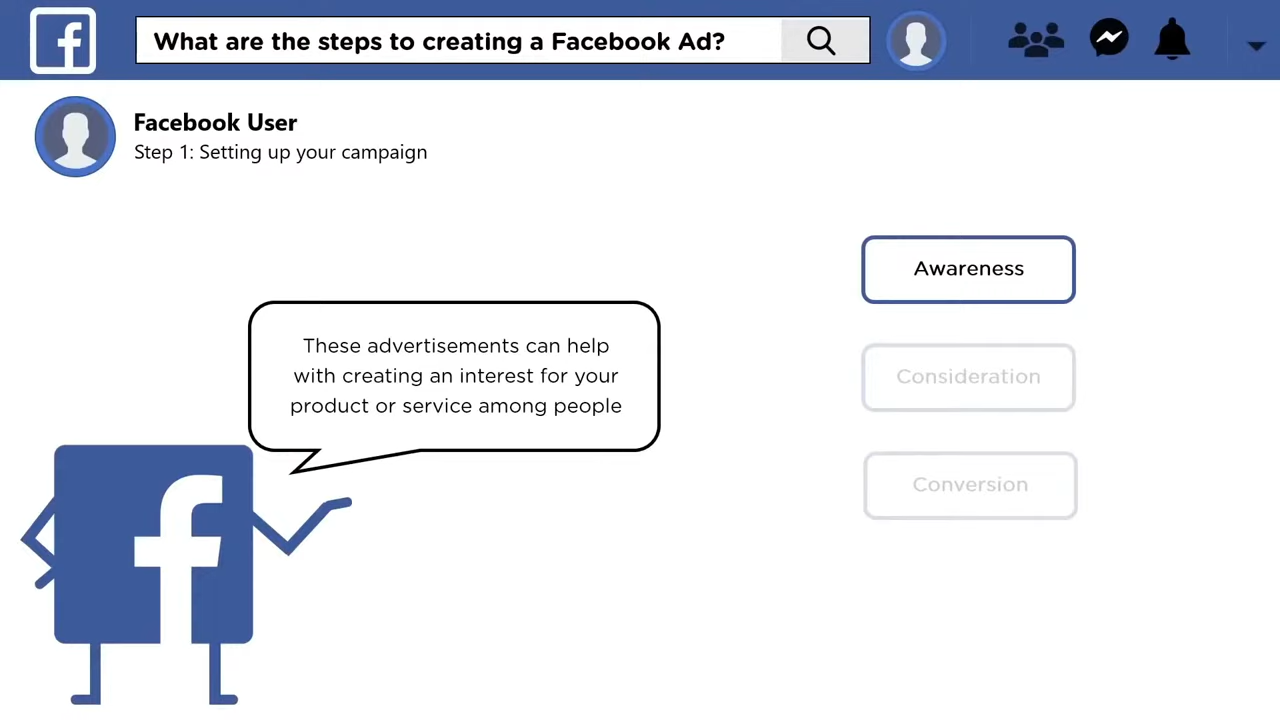 What are the steps to creating a Facebook Ad?
Facebook User
Step 1: Setting up your campaign
Awareness
These advertisements can help
with creating an interest for your
product or service among people
Consideration
Conversion